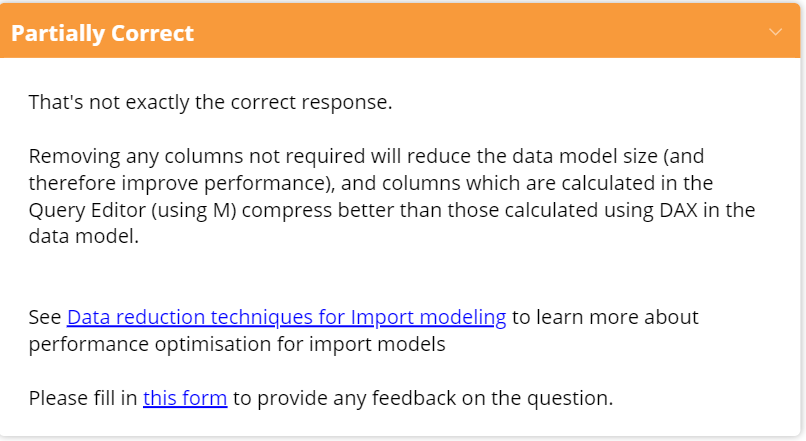 Partially Correct
That's not exactly the correct response.
Removing any columns not required will reduce the data model size (and
therefore improve performance), and columns which are calculated in the
Query Editor (using M) compress better than those calculated using DAX in the
data model.
See Data reduction techniques for Import modeling to learn more about
performance optimisation for import models
Please fill in this form to provide any feedback on the question.